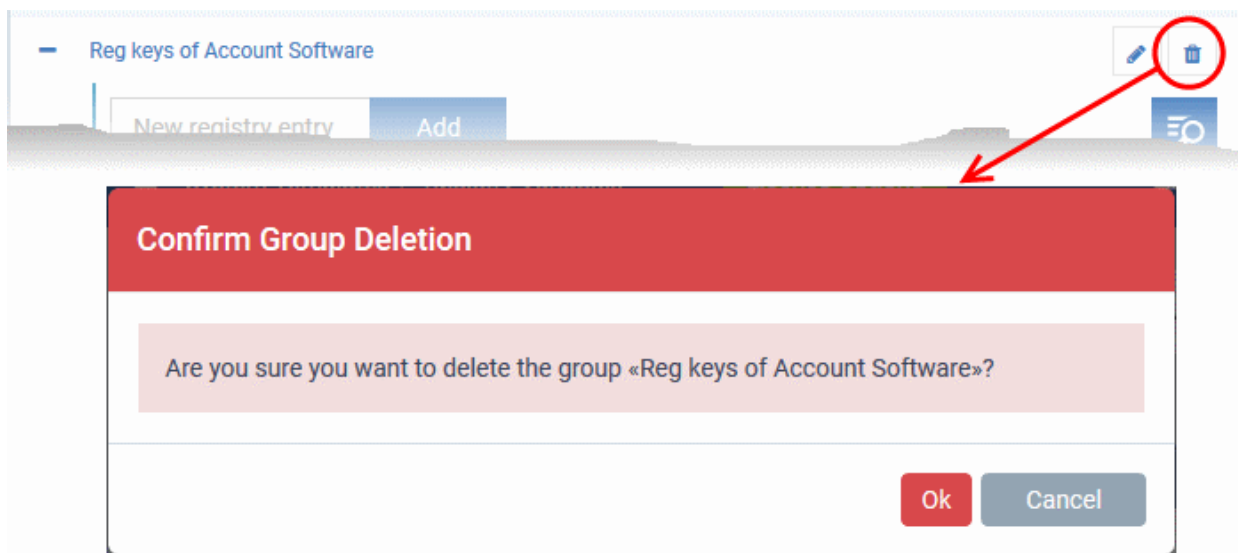 Reg keys of Account Software
New registry entry Add
Confirm Group Deletion
Are you sure you want to delete the group «Reg keys of Account Software»?
Ok Cancel